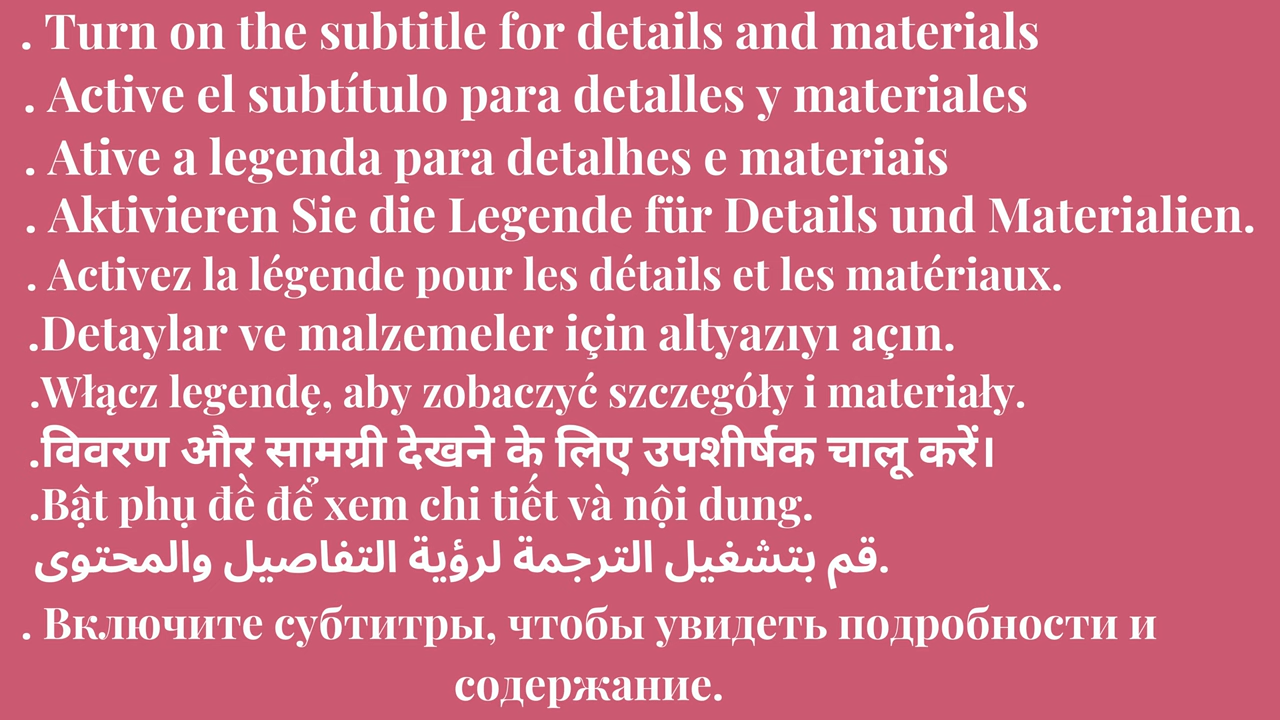 . Turn on the subtitle for details and materials
. Active el subtítulo para detalles y materiales
. Ative a legenda para detalhes e materiais
. Aktivieren Sie die Legende für Details und Materialien.
. Activez la légende pour les détails et les matériaux.
.Detaylar ve malzemeler için altyazıyı açın.
.Włącz legendę, aby zobaczyć szczegóły i materiały.
.विवरण और सामग्री देखने के लिए उपशीर्षक चालू करें।
.Bật phụ đề để xem chi tiết và nội dung.
قم بتشغيل الترجمة لرؤية التفاصيل والمحتوى.
. Включите субтитры, чтобы увидеть подробности и
содержание.